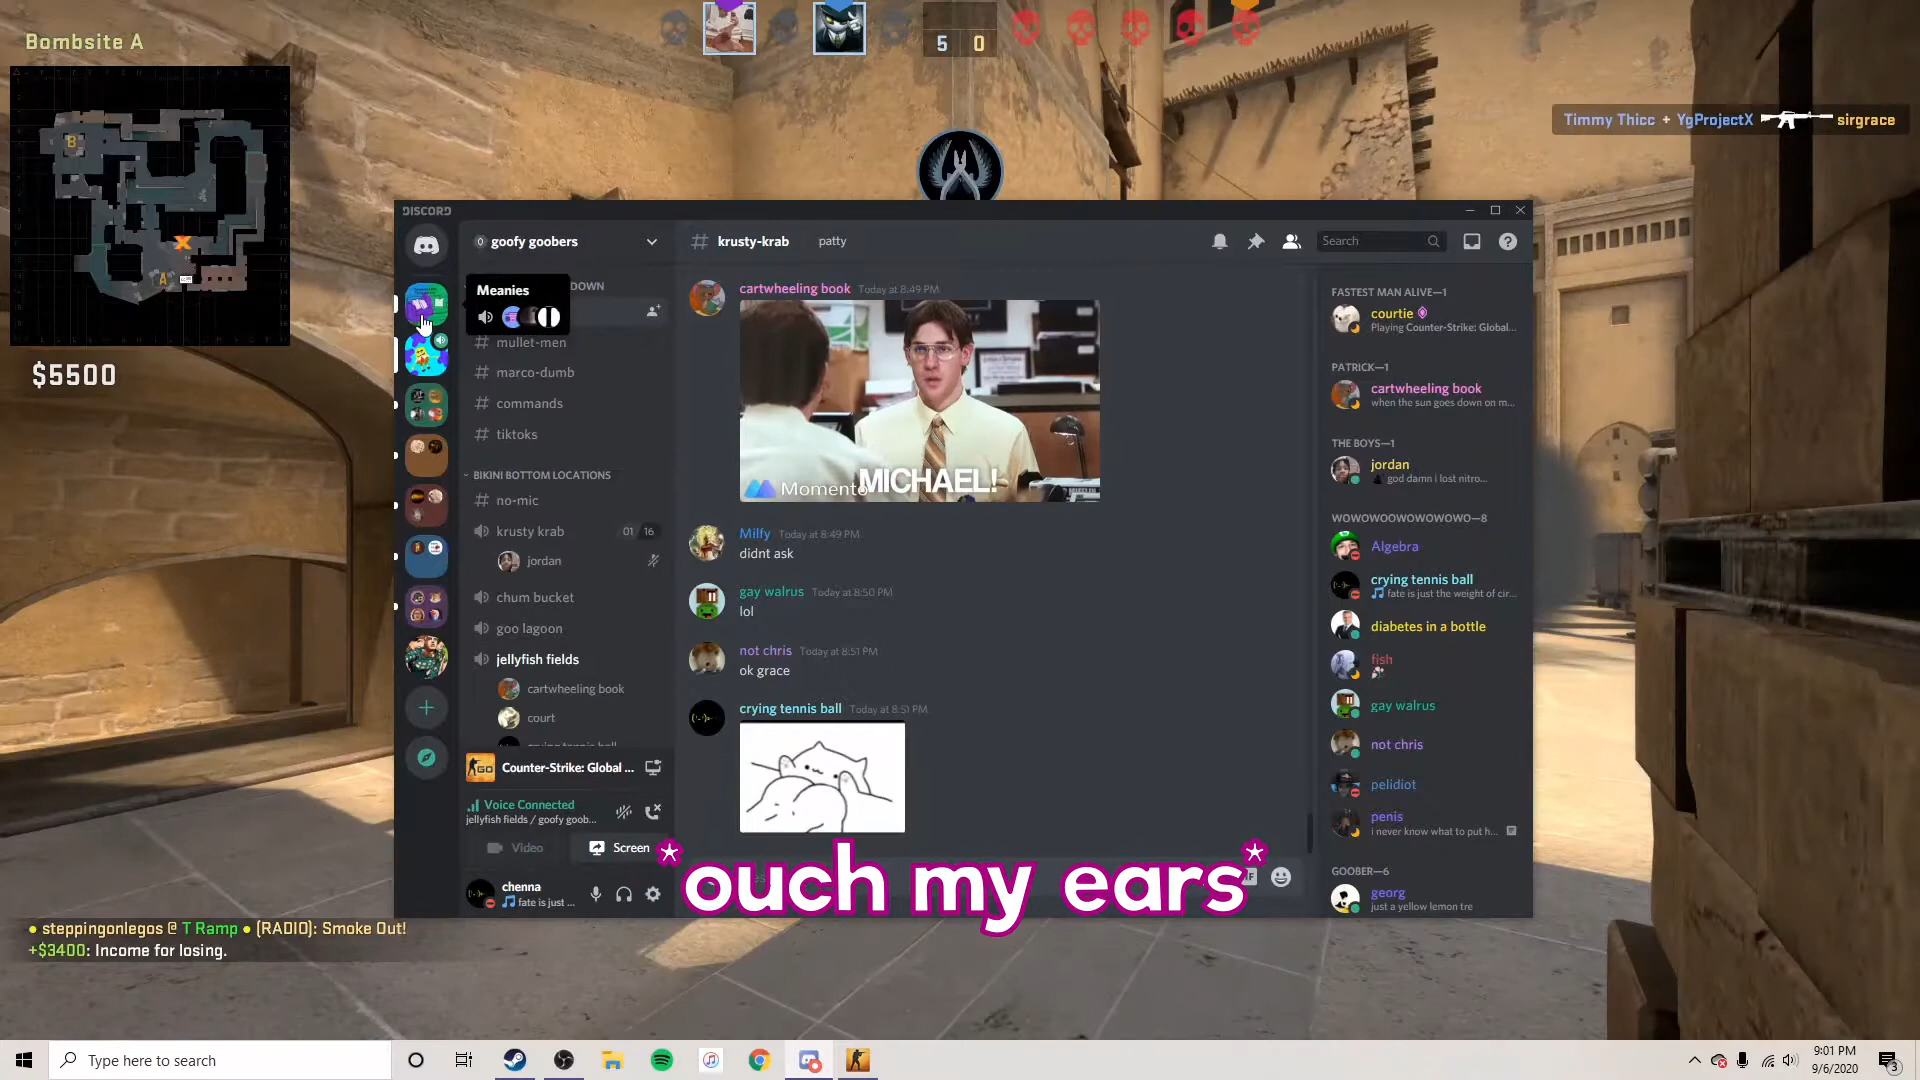 Bombsite A
5 0
Timmy Thicc + YgProjectX sirgrace
B
A
$5500
DISCORD
goofy goobers
krusty-krab
patty
Search
Meanies
DOWN
mullet-men
marco-dumb
commands
tiktoks
BIKINI BOTTOM LOCATIONS
no-mic
krusty krab 01 16
jordan
chum bucket
goo lagoon
jellyfish fields
cartwheeling book
court
crying tennis ball
GO
Counter-Strike: Global ...
Voice Connected
jellyfish fields / goofy goob...
Video
Screen
chenna
fate is just ...
cartwheeling book Today at 8:49 PM
Momento
MICHAEL!
Milfy Today at 8:49 PM
didnt ask
gay walrus Today at 8:50 PM
lol
not chris Today at 8:51 PM
ok grace
crying tennis ball Today at 8:51 PM
*ouch my ears*
FASTEST MAN ALIVE—1
courtie
Playing Counter-Strike: Global...
PATRICK—1
cartwheeling book
when the sun goes down on m...
THE BOYS—1
jordan
god damn i lost nitro...
WOWOWOOWOWOWOWO—8
Algebra
crying tennis ball
fate is just the weight of cir...
diabetes in a bottle
fish
gay walrus
not chris
pelidiot
penis
i never know what to put h...
GOOBER—6
georg
just a yellow lemon tre
• steppingonlegos @ T Ramp • (RADIO): Smoke Out!
+$3400: Income for losing.
Type here to search
9:01 PM
9/6/2020
3